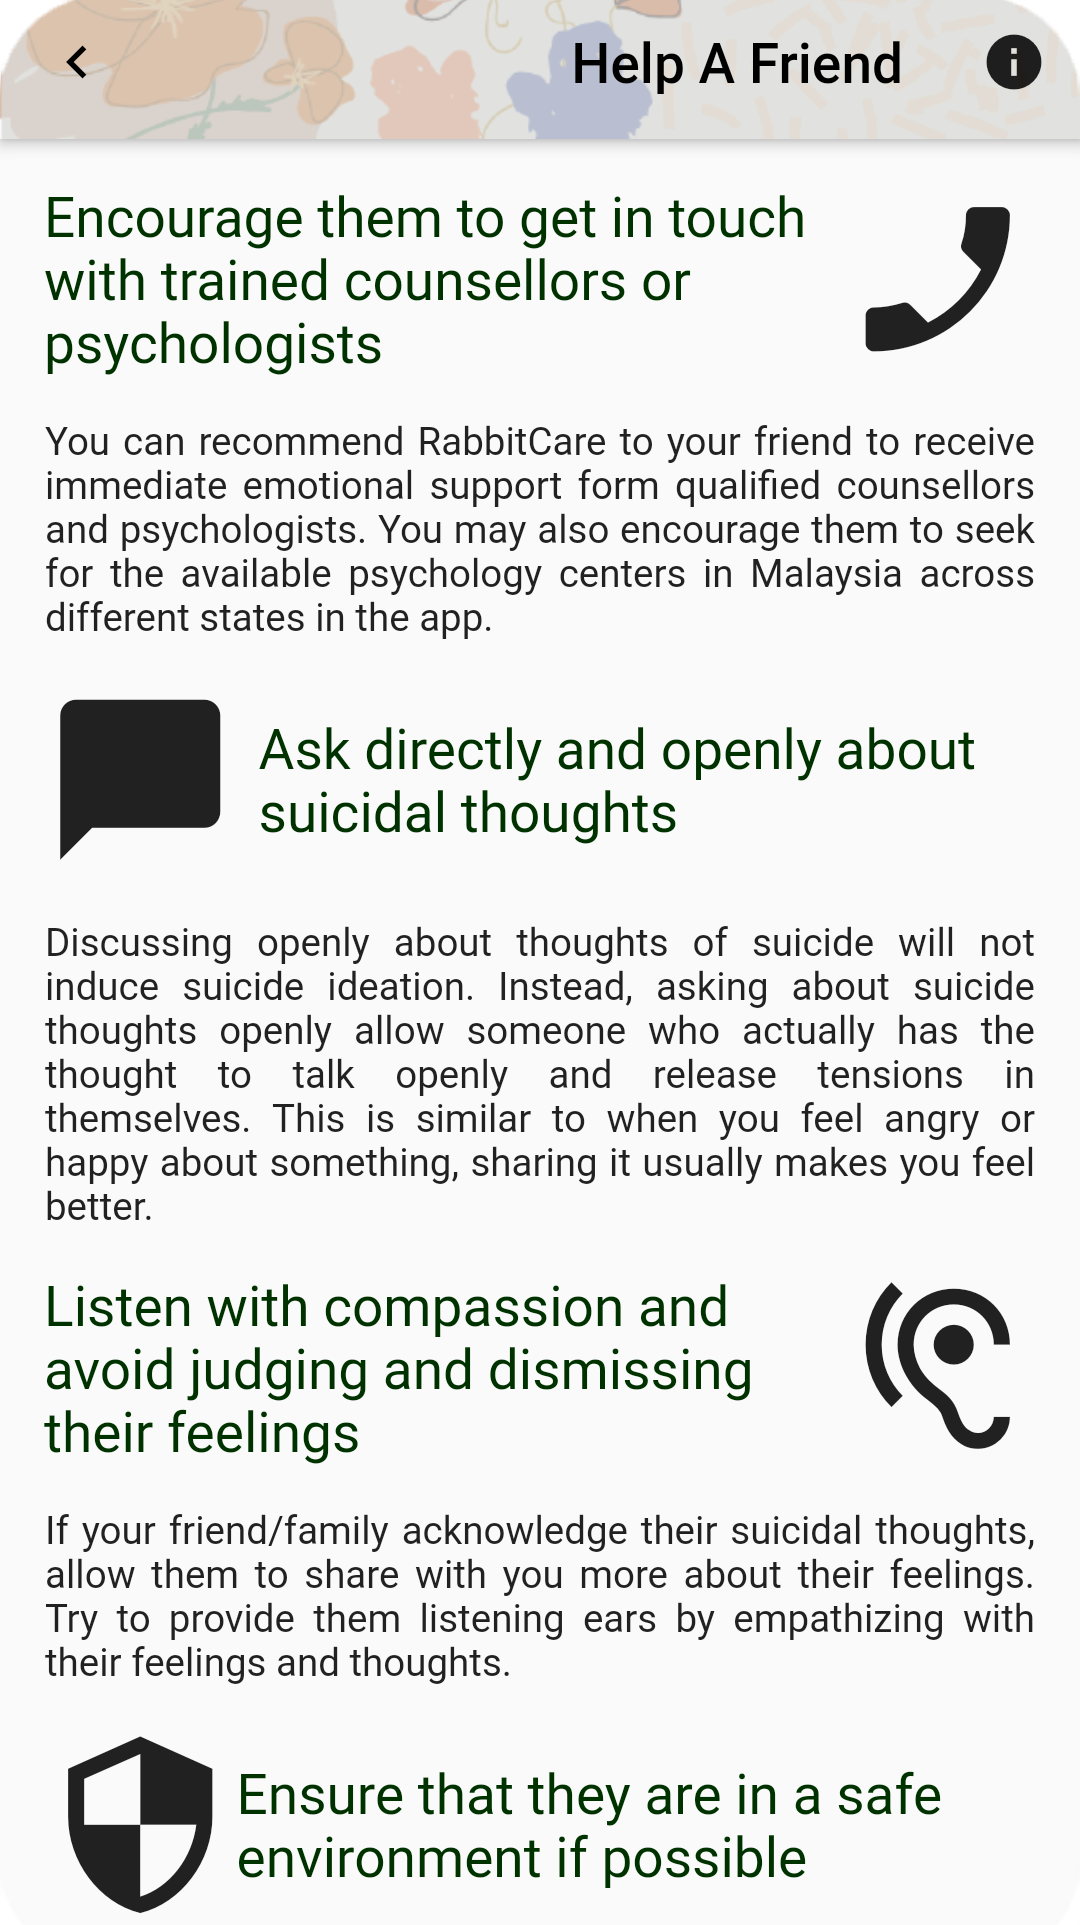 Help A Friend
Encourage them to get in touch
with trained counsellors or
psychologists
You can recommend RabbitCare to your friend to receive
immediate emotional support form qualified counsellors
and psychologists. You may also encourage them to seek
for the available psychology centers in Malaysia across
different states in the app.
Ask directly and openly about
suicidal thoughts
Discussing openly about thoughts of suicide will not
induce suicide ideation. Instead, asking about suicide
thoughts openly allow someone who actually has the
thought to talk openly and release tensions in
themselves. This is similar to when you feel angry or
happy about something, sharing it usually makes you feel
better.
Listen with compassion and
avoid judging and dismissing
their feelings
If your friend/family acknowledge their suicidal thoughts,
allow them to share with you more about their feelings.
Try to provide them listening ears by empathizing with
their feelings and thoughts.
Ensure that they are in a safe
environment if possible